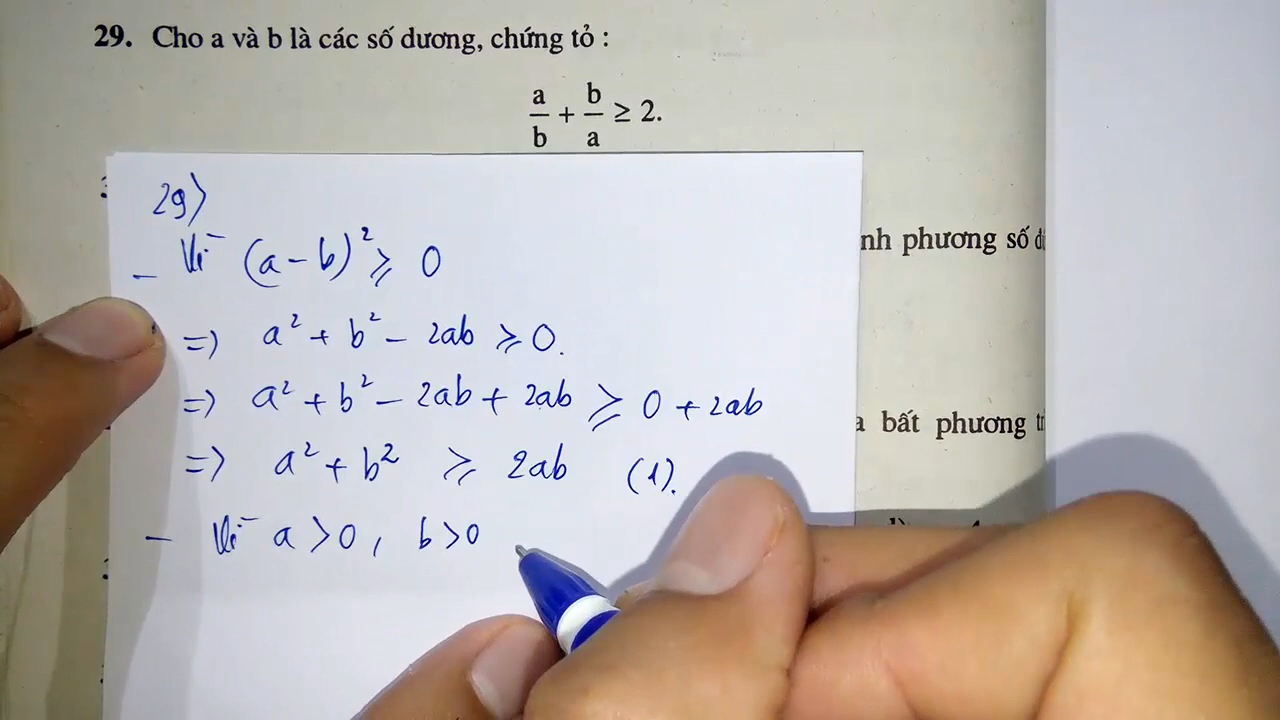 29. Cho a và b là các số dương, chứng tỏ :
a/b + b/a ≥ 2.
29)
- Vì (a - b)² ≥ 0
=> a² + b² - 2ab ≥ 0.
=> a² + b² - 2ab + 2ab ≥ 0 + 2ab
=> a² + b² ≥ 2ab (1).
- Vì a > 0, b > 0
nh phương số
a bất phương